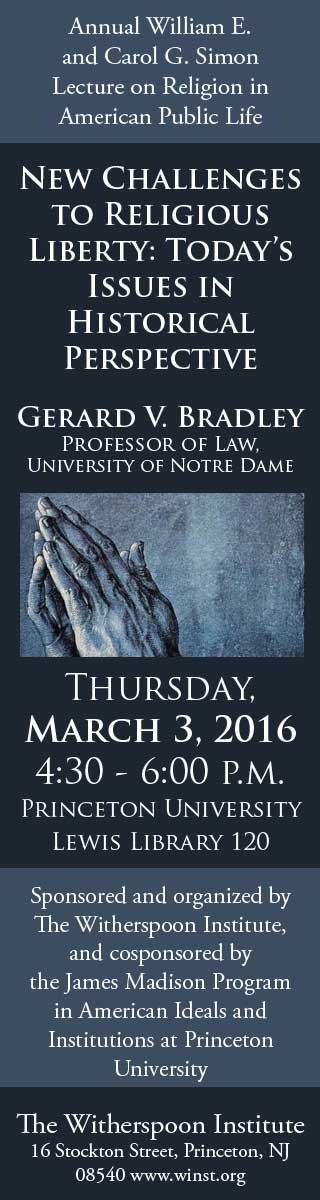 Annual William E.
and Carol G. Simon
Lecture on Religion in
American Public Life
New Challenges
to Religious
Liberty: Today's
Issues in
Historical
Perspective
Gerard V. Bradley
Professor of Law,
University of Notre Dame
Thursday,
March 3, 2016
4:30 - 6:00 p.m.
Princeton University
Lewis Library 120
Sponsored and organized by
The Witherspoon Institute,
and cosponsored by
the James Madison Program
in American Ideals and
Institutions at Princeton
University
The Witherspoon Institute
16 Stockton Street, Princeton, NJ
08540 www.winst.org